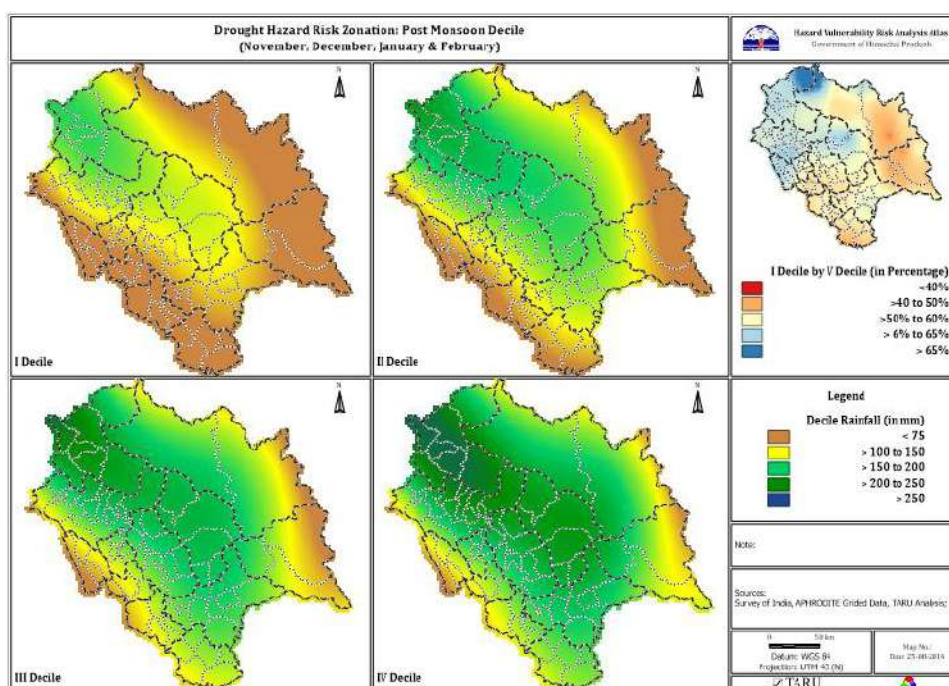 Drought Hazard Risk Zonation: Post Monsoon Decile
(November, December, January & February)
Hazard Vulnerability Risk Analysis Atlas
Government of Himachal Pradesh
N
N
I Decile
II Decile
I Decile by V Decile (in Percentage)
<40%
>40 to 50%
>50% to 60%
> 6% to 65%
> 65%
N
N
III Decile
IV Decile
Legend
Decile Rainfall (in mm)
< 75
> 100 to 150
> 150 to 200
> 200 to 250
> 250
Note:
Sources:
Survey of India, APHRODITE Grided Data, TARU Analysis;
0 50 km
Datum: WGS 84
Projection: UTM 43 (N)
Map No.:
TARU